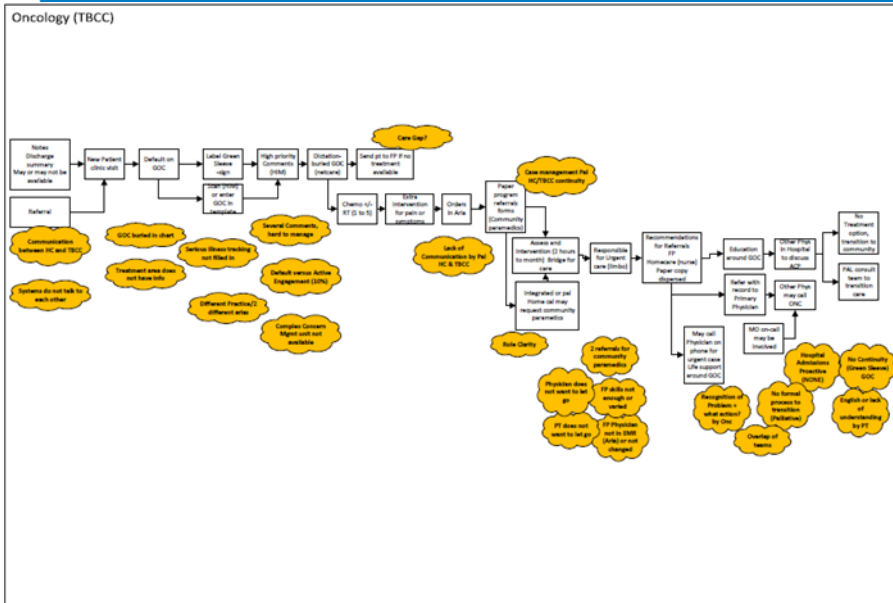 Oncology (TBCC)
Notes
Discharge
summary
May or may not be
available
New Patient
clinic visit
Default on
GOC
Label Green
Sleeve
-sign
High priority
Comments
(HIM)
Dictation-
buried GOC
(netcare)
Send pt to FP if no
treatment
available
Care Gap?
Referral
or enter
GOC in
template
Chemo +/-
RT (1 to 5)
Extra
Intervention
for pain or
symptoms
Orders
in Aria
Paper
program
referrals
forms
(Community
paramedics)
Case management Pal
HC/TBCC continuity
Communication
between HC and TBCC
GOC buried in chart
Serious illness tracking
not filled in
Several Comments,
hard to manage
Treatment area does
not have info
Default versus Active
Engagement (10%)
Systems do not talk to
each other
Different Practice/2
different aries
Complex Concern
Mgmt unit not
available
Lack of
Communication by Pal
HC & TBCC
Assess and
Intervention (2 hours
to month) Bridge for
care
Responsible
for Urgent
care (limbo)
Recommendations
for Referrals
FP
Homecare (nurse)
Paper copy
dispersed
Education
around GOC
Other Phys
in Hospital
to discuss
ACP
No
Treatment
option,
transition to
community
PAL consult
team to
transition
care
Integrated or pal
Home cal may
request community
paramedics
Refer with
record to
Primary
Physician
Other Phys
may call
ONC
MD on-call
may be
involved
May call
Physician on
phone for
urgent case
Life support
around GOC
Role Clarity
2 referrals for
community
paramedics
Physician does
not want to let
go
FP skills not
enough or
varied
PT does not
want to let go
FP Physician
not in EMR
(Aria) or not
changed
Hospital
Admissions
Proactive
(NONE)
No Continuity
(Green Sleeve)
GOC
Recognition of
Problem +
what action?
by Onc
No formal
process to
transition
(Palliative)
English or lack
of
understanding
by PT
Overlap of
teams